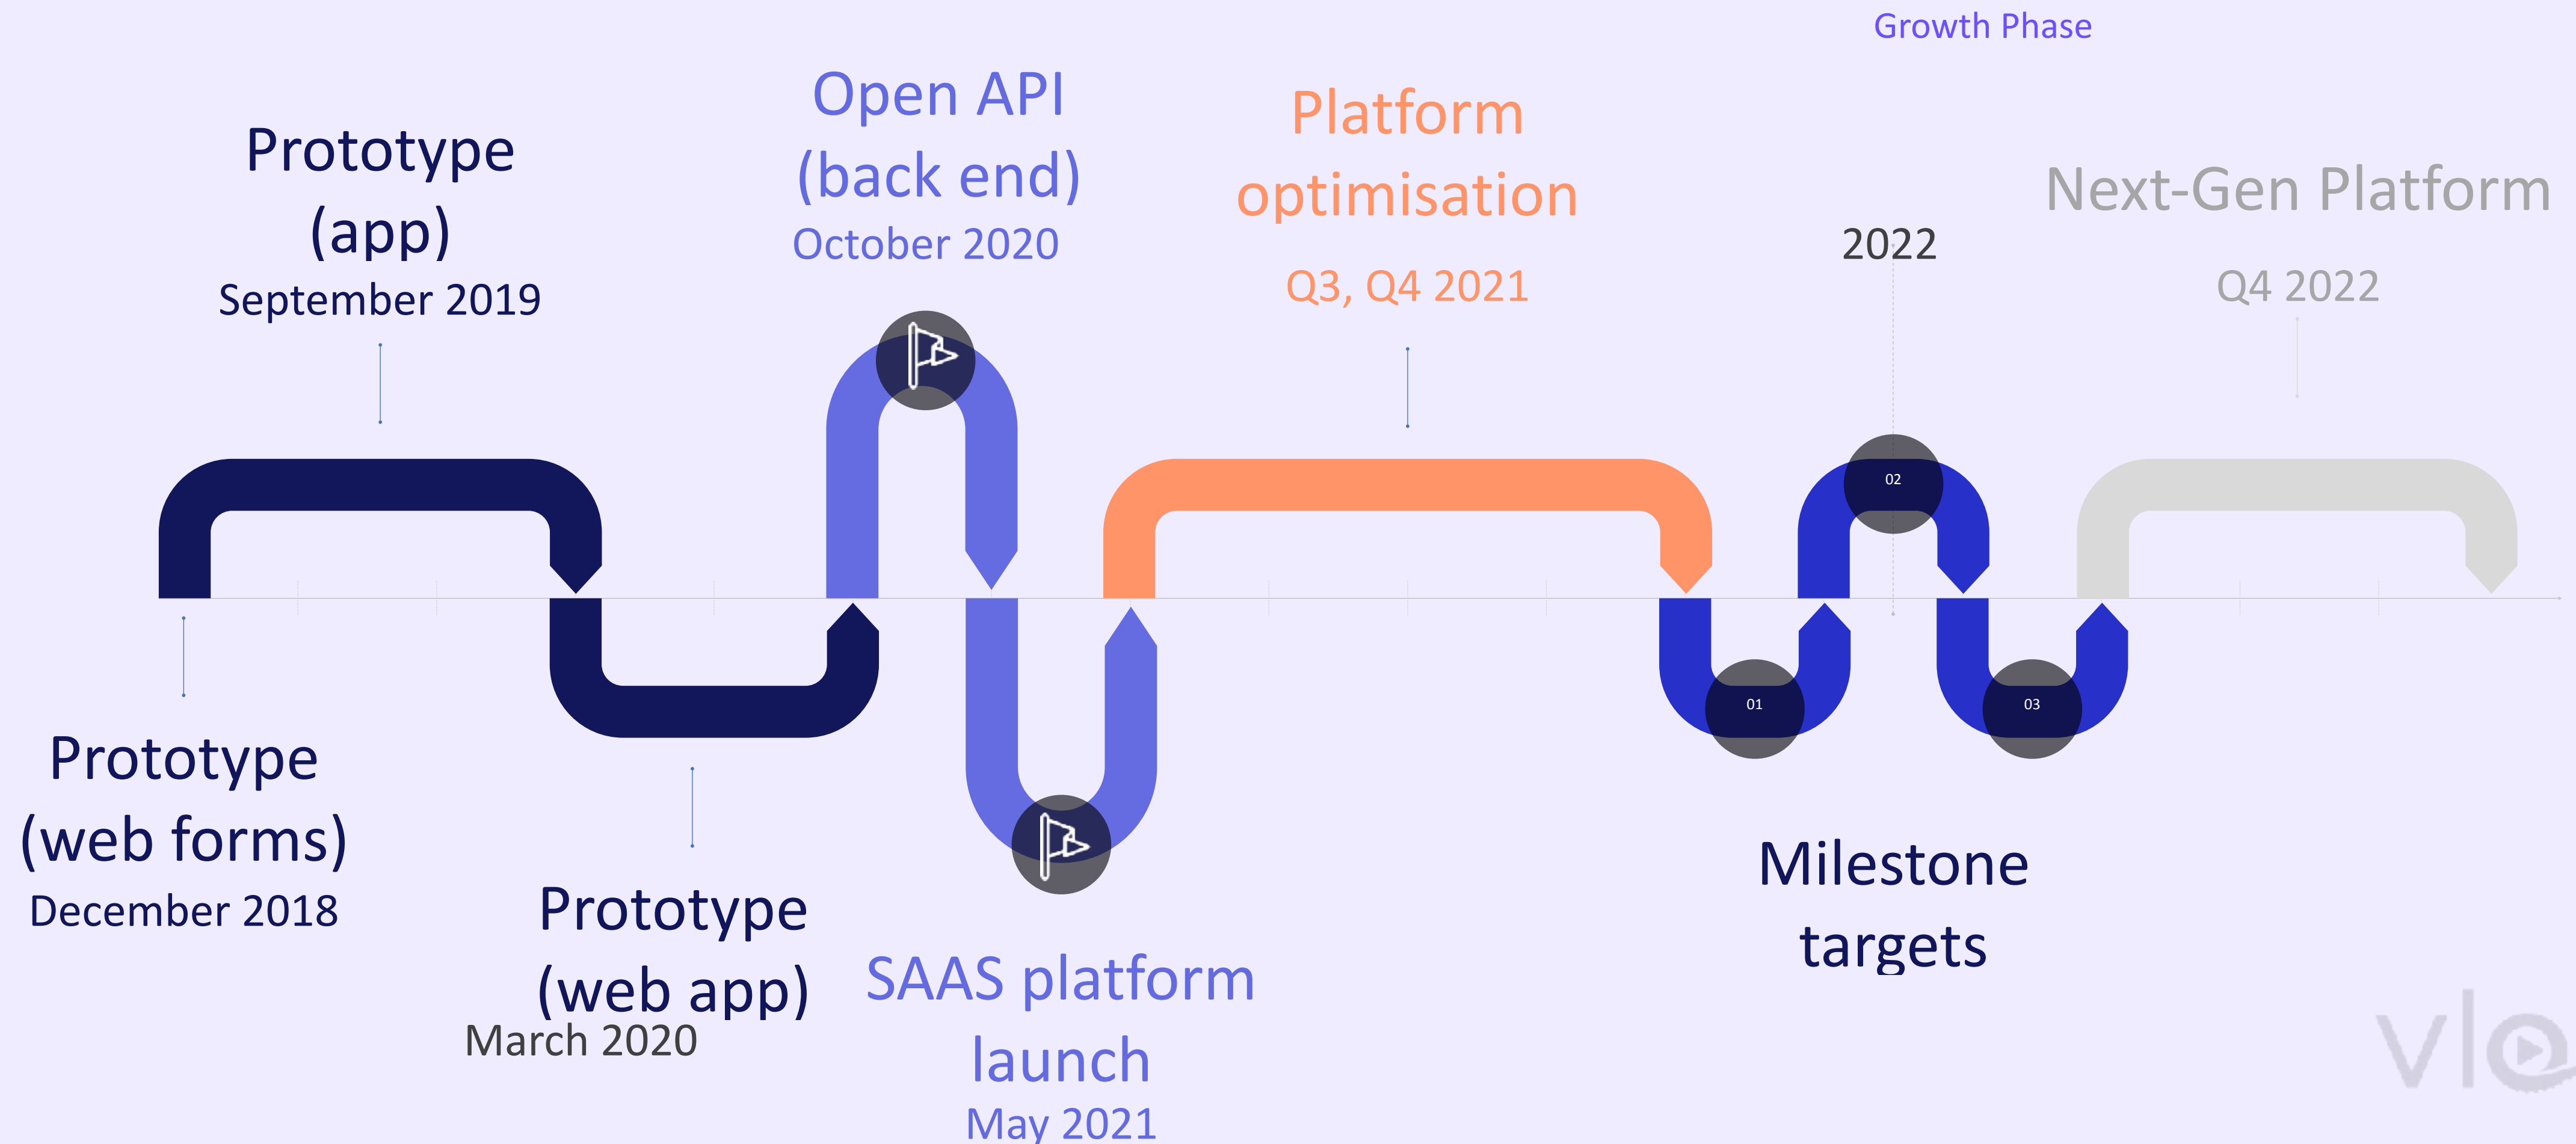 Growth Phase
Open API
(back end)
October 2020
Platform
optimisation
Q3, Q4 2021
Prototype
(app)
September 2019
Next-Gen Platform
Q4 2022
2022
02
01
03
Prototype
(web forms)
December 2018
Prototype
(web app)
March 2020
SAAS platform
launch
May 2021
Milestone
targets